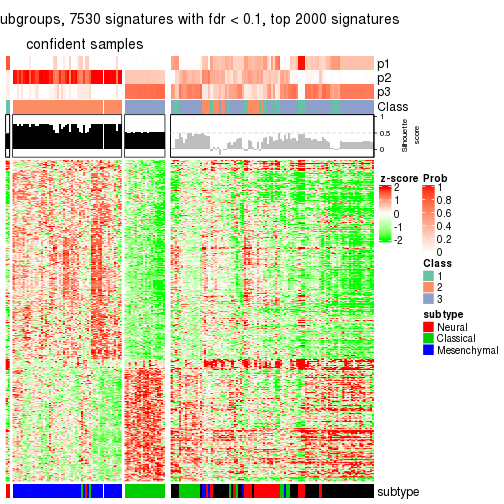 ubgroups, 7530 signatures with fdr < 0.1, top 2000 signatures
confident samples
p1
p2
p3
Class
1
0.5
0
Silhouette
score
z-score
2
1
0
-1
-2
Prob
1
0.8
0.6
0.4
0.2
0
Class
1
2
3
subtype
Neural
Classical
Mesenchymal
subtype